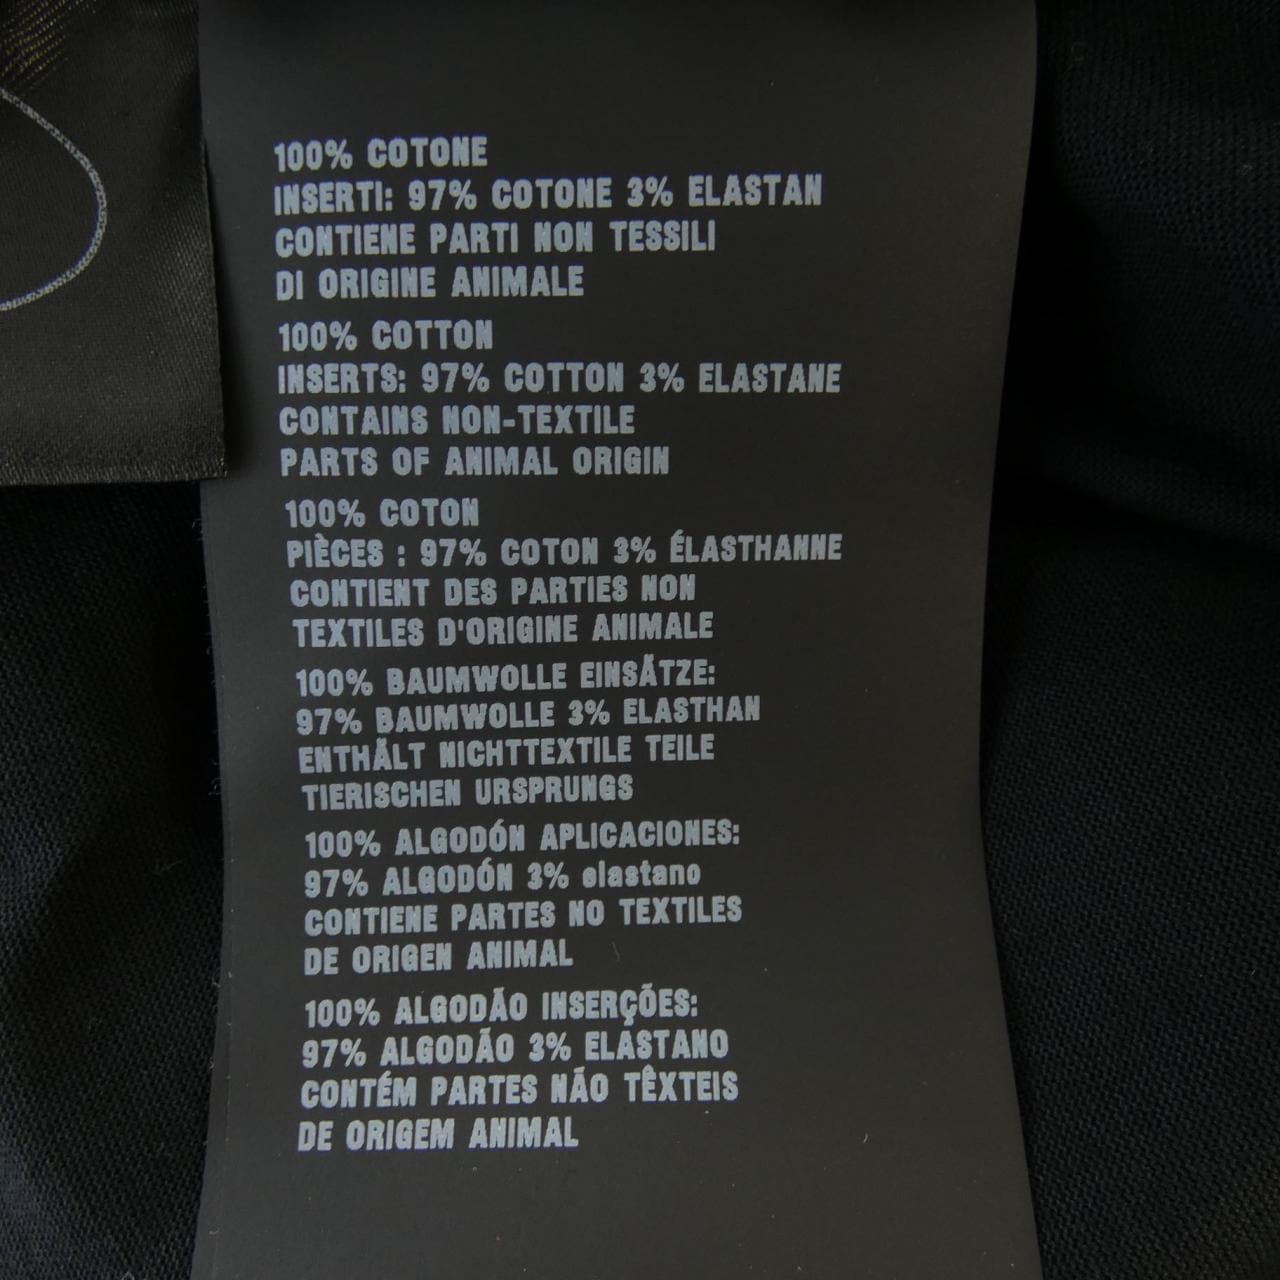 100% COTONE
INSERTI: 97% COTONE 3% ELASTAN
CONTIENE PARTI NON TESSILI
DI ORIGINE ANIMALE
100% COTTON
INSERTS: 97% COTTON 3% ELASTANE
CONTAINS NON-TEXTILE
PARTS OF ANIMAL ORIGIN
100% COTON
PIÈCES : 97% COTON 3% ÉLASTHANNE
CONTIENT DES PARTIES NON
TEXTILES D'ORIGINE ANIMALE
100% BAUMWOLLE EINSÄTZE:
97% BAUMWOLLE 3% ELASTHAN
ENTHÄLT NICHTTEXTILE TEILE
TIERISCHEN URSPRUNGS
100% ALGODÓN APLICACIONES:
97% ALGODÓN 3% elastano
CONTIENE PARTES NO TEXTILES
DE ORIGEN ANIMAL
100% ALGODÃO INSERÇÕES:
97% ALGODÃO 3% ELASTANO
CONTÉM PARTES NÃO TÊXTEIS
DE ORIGEM ANIMAL